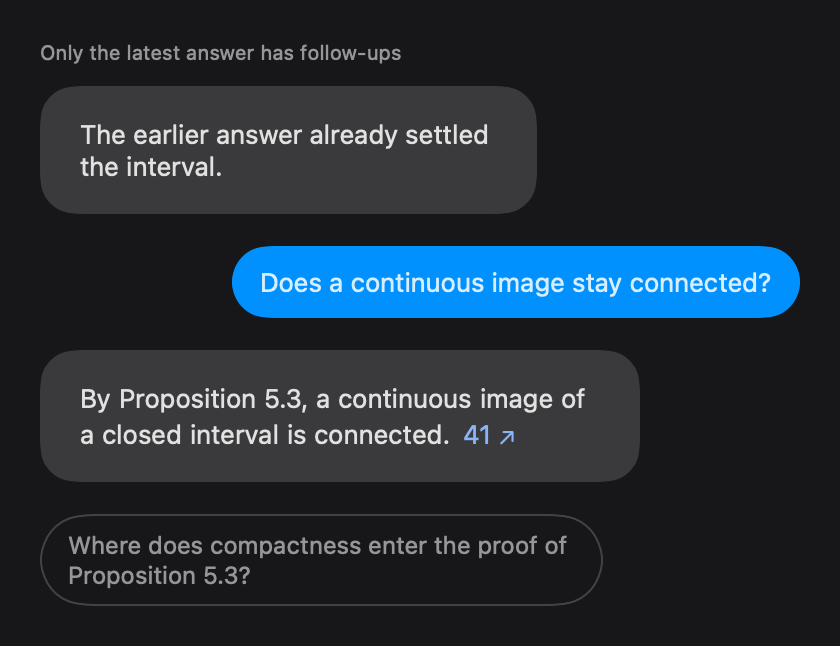 Only the latest answer has follow-ups
The earlier answer already settled
the interval.
Does a continuous image stay connected?
By Proposition 5.3, a continuous image of
a closed interval is connected. 41 ↗
Where does compactness enter the proof of
Proposition 5.3?